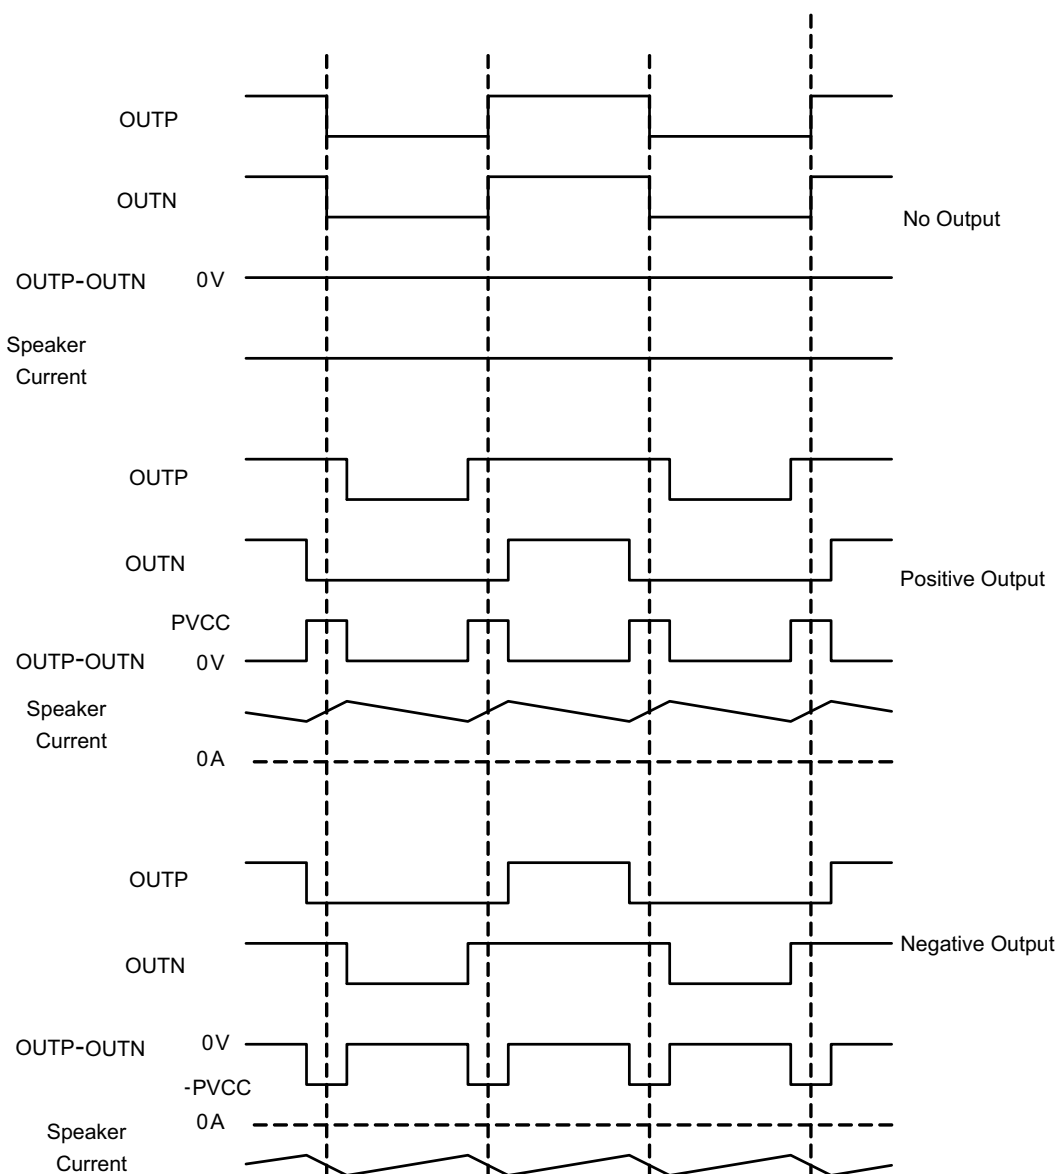 OUTP
OUTN
No Output
OUTP-OUTN 0V
Speaker
Current
OUTP
OUTN
Positive Output
PVCC
OUTP-OUTN 0V
Speaker
Current
0A
OUTP
Negative Output
OUTN
OUTP-OUTN 0V
-PVCC
0A
Speaker
Current